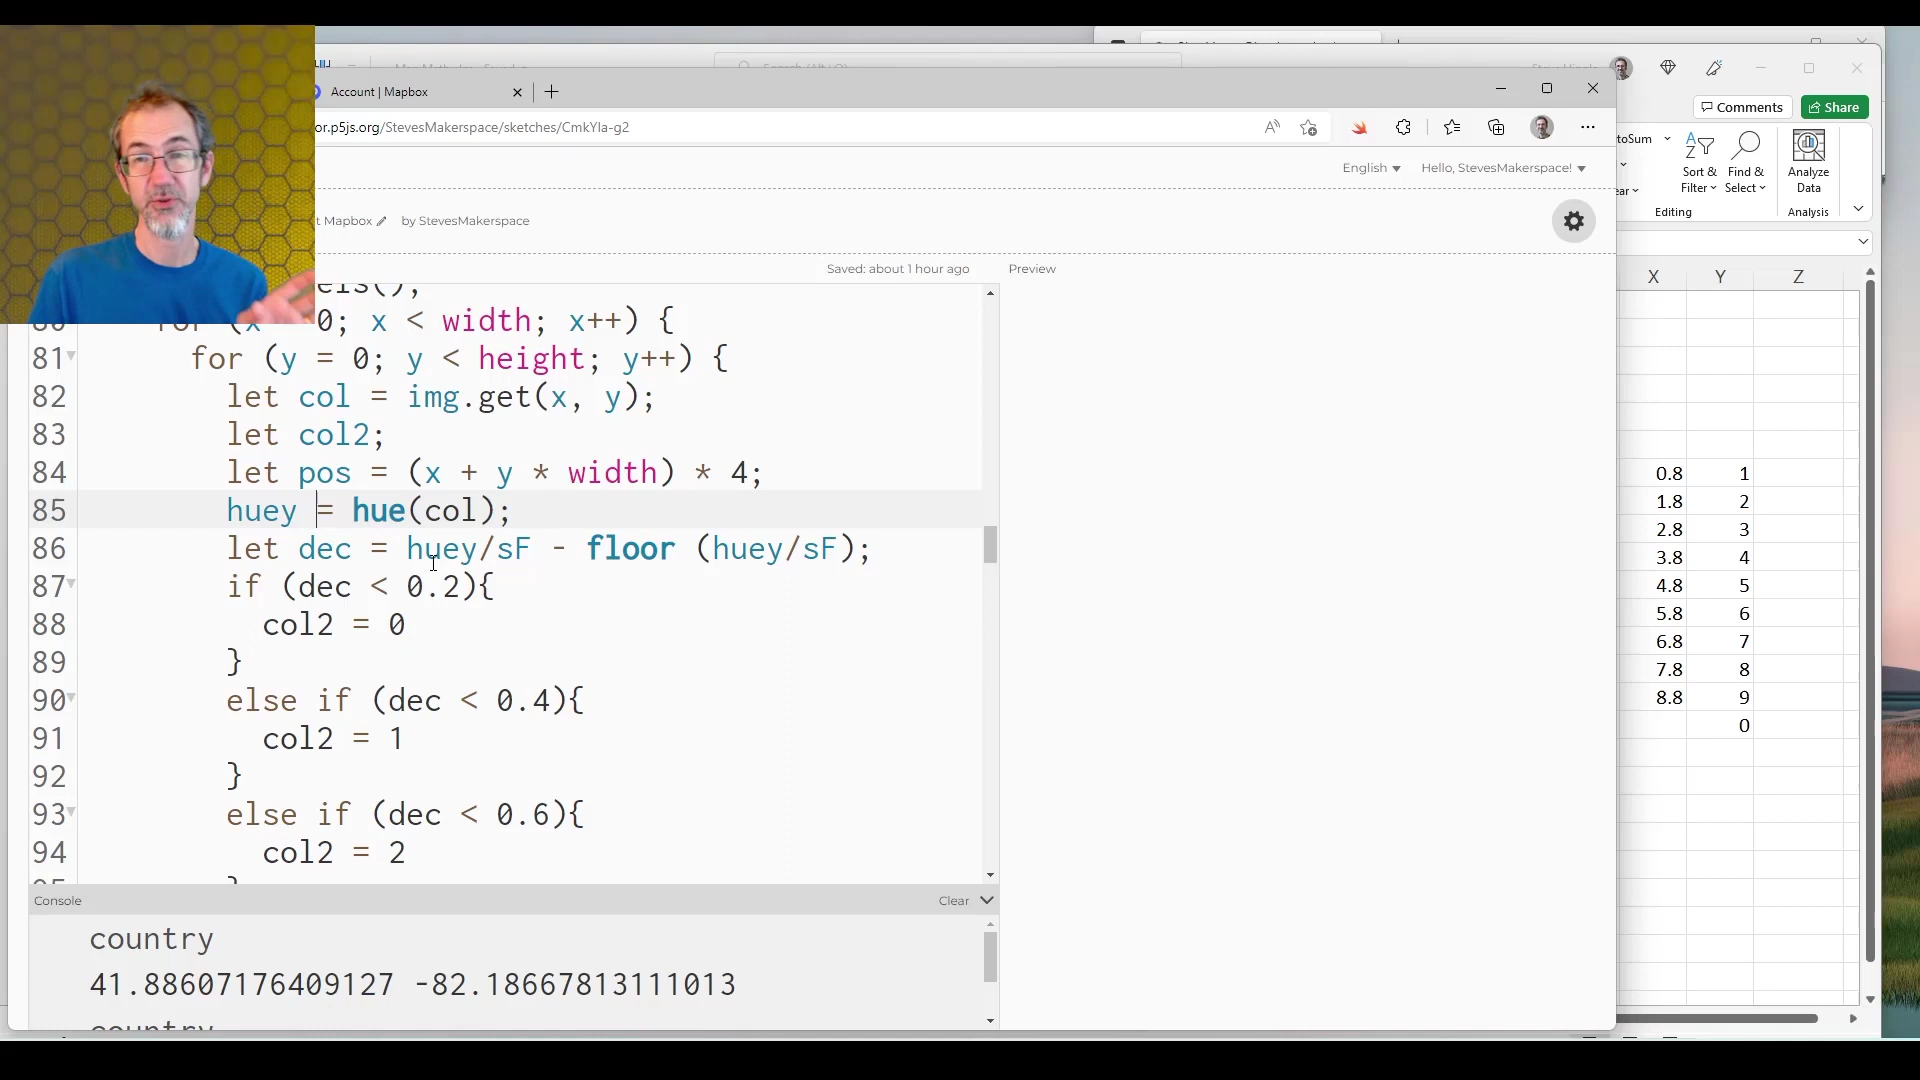 Account | Mapbox
or.p5js.org/StevesMakerspace/sketches/CmkYla-g2
English
Hello, StevesMakerspace!
t Mapbox
by StevesMakerspace
Saved: about 1 hour ago
Preview
els();
80 for (x = 0; x < width; x++) {
81 for (y = 0; y < height; y++) {
82 let col = img.get(x, y);
83 let col2;
84 let pos = (x + y * width) * 4;
85 huey = hue(col);
86 let dec = huey/sF - floor (huey/sF);
87 if (dec < 0.2){
88 col2 = 0
89 }
90 else if (dec < 0.4){
91 col2 = 1
92 }
93 else if (dec < 0.6){
94 col2 = 2
95 }
Console
Clear
country
41.88607176409127 -82.18667813111013
country
Comments
Share
toSum
ear
Sort & Filter
Find & Select
Analyze Data
Editing
Analysis
X Y Z
0.8 1
1.8 2
2.8 3
3.8 4
4.8 5
5.8 6
6.8 7
7.8 8
8.8 9
0